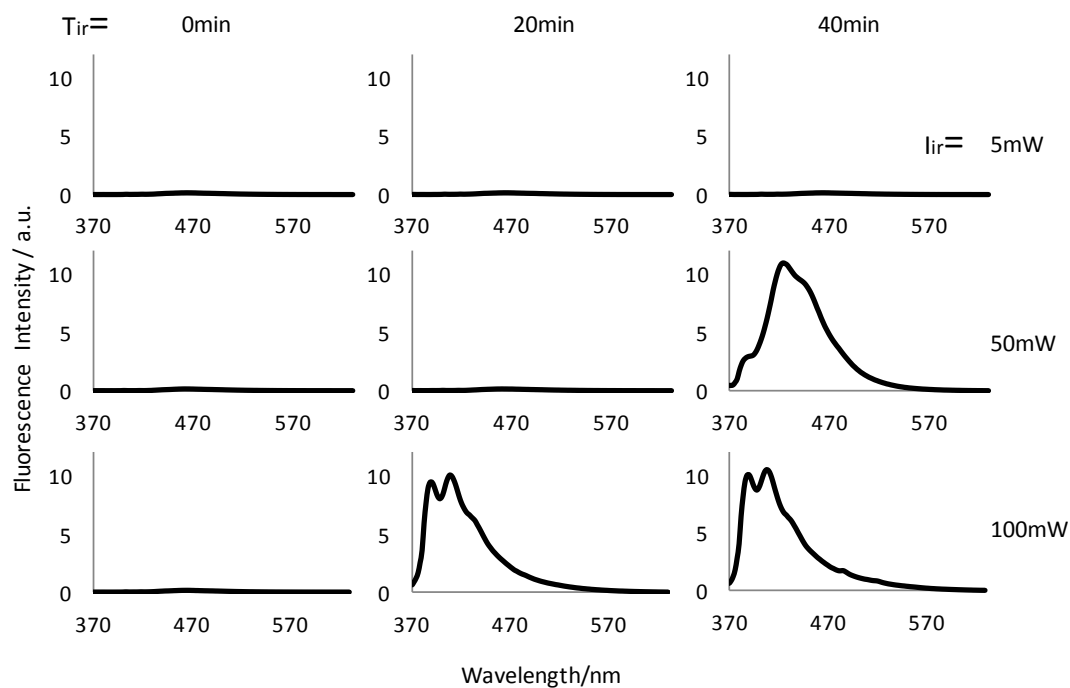 Tir= 0min 20min 40min
10 10 10
5 5 5 Iir= 5mW
0 0 0
370 470 570 370 470 570 370 470 570
10 10 10
5 5 5 50mW
0 0 0
370 470 570 370 470 570 370 470 570
10 10 10
5 5 5 100mW
0 0 0
370 470 570 370 470 570 370 470 570
Fluorescence Intensity / a.u.
Wavelength/nm